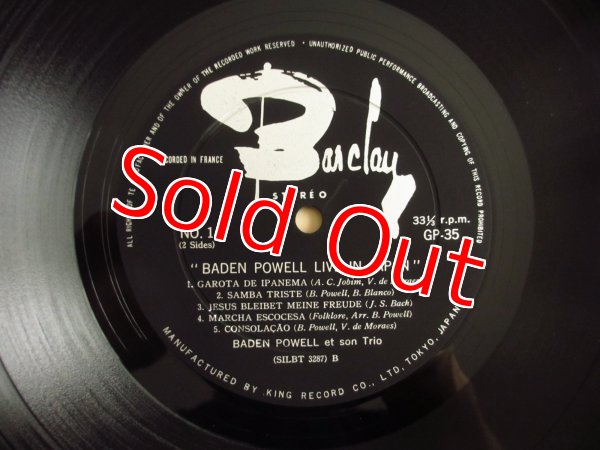 ALL RIGHT OF THE PRODUCER AND OF THE OWNER OF THE RECORDED WORK RESERVED • UNAUTHORIZED PUBLIC PERFORMANCE BROADCASTING AND COPYING OF THIS RECORD PROHIBITED
Barclay
RECORDED IN FRANCE
STÉRÉO
Sold Out
NO. 1
(2 Sides)
33⅓ r.p.m.
GP-35
"BADEN POWELL LIVE IN JAPAN"
1. GAROTA DE IPANEMA (A. C. Jobim, V. de Moraes)
2. SAMBA TRISTE (B. Powell, B. Blanco)
3. JESUS BLEIBET MEINE FREUDE (J. S. Bach)
4. MARCHA ESCOCESA (Folklore, Arr. B. Powell)
5. CONSOLAÇÃO (B. Powell, V. de Moraes)
BADEN POWELL et son Trio
(SILBT 3287) B
MANUFACTURED BY KING RECORD CO., LTD, TOKYO, JAPAN